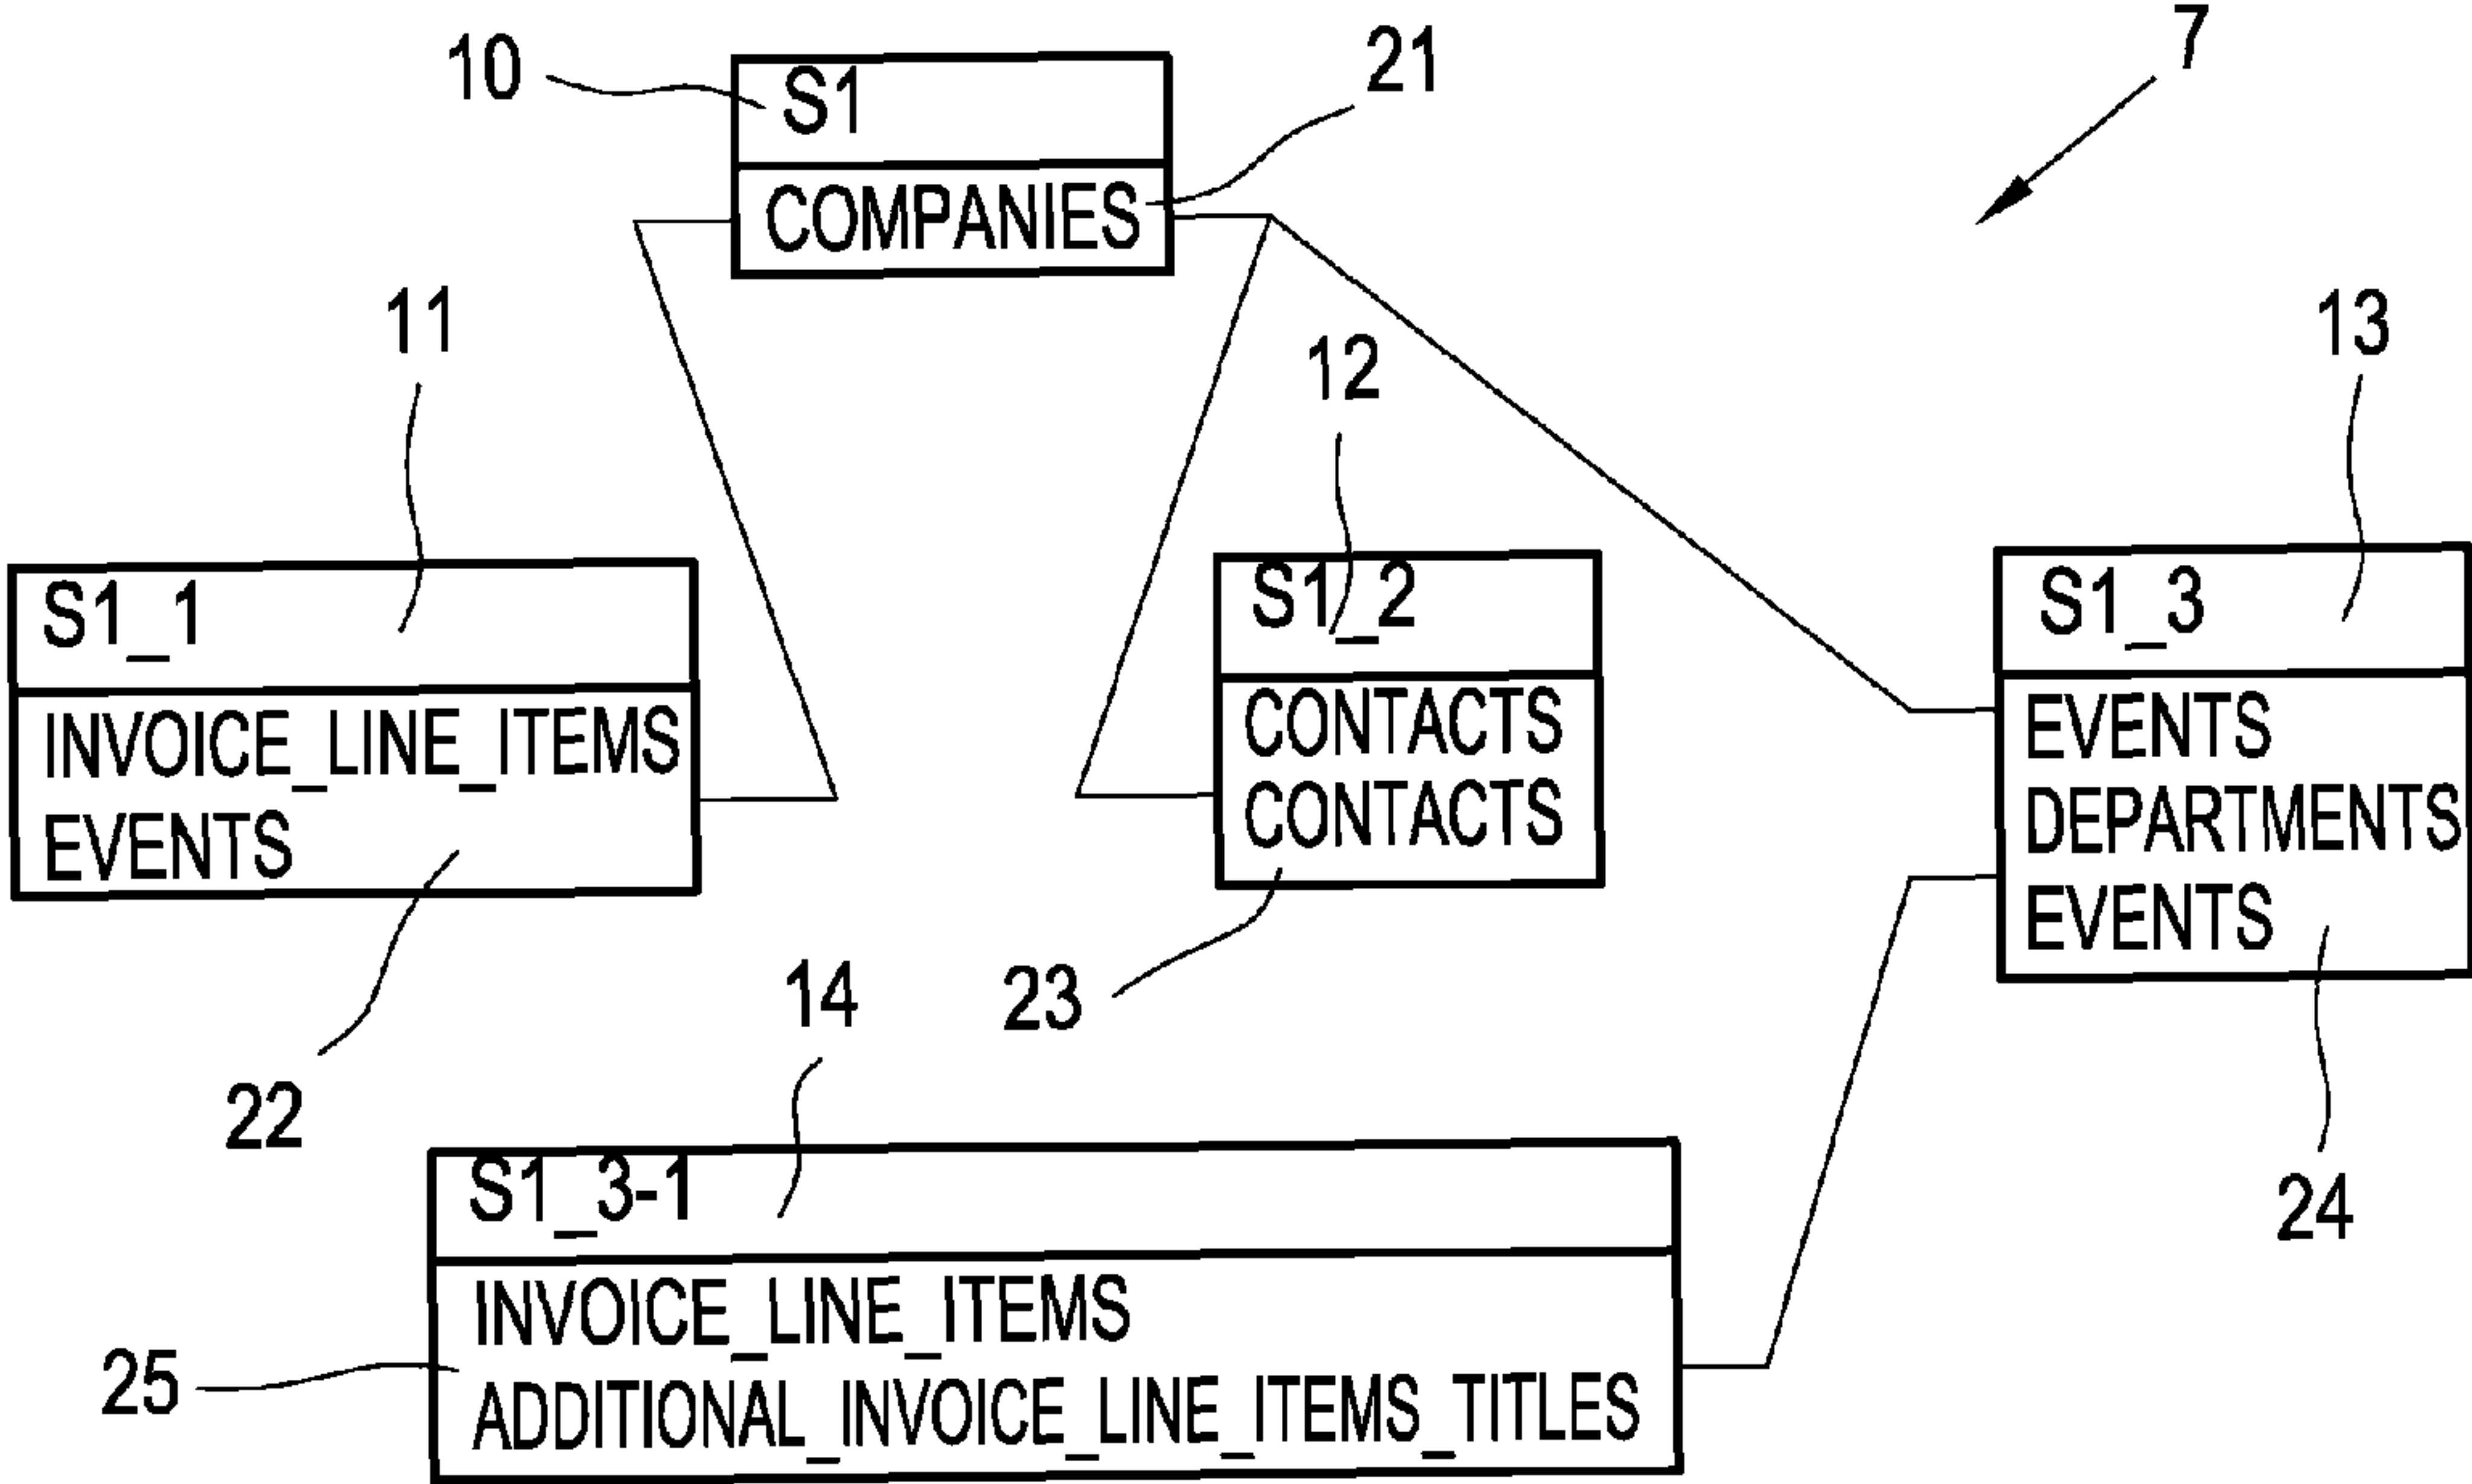 7
10
21
S1
COMPANIES
11
12
13
S1_1
INVOICE_LINE_ITEMS
EVENTS
S1_2
CONTACTS
CONTACTS
S1_3
EVENTS
DEPARTMENTS
EVENTS
22
23
24
14
S1_3-1
INVOICE_LINE_ITEMS
ADDITIONAL_INVOICE_LINE_ITEMS_TITLES
25